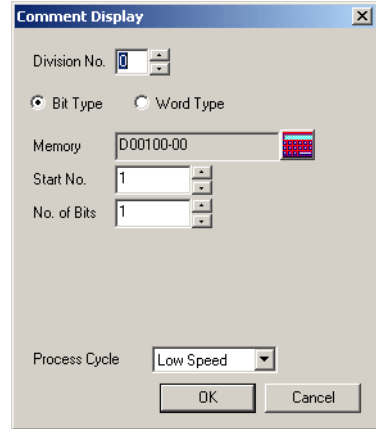 Comment Display
Division No. 0
Bit Type Word Type
Memory D00100-00
Start No. 1
No. of Bits 1
Process Cycle Low Speed
OK Cancel